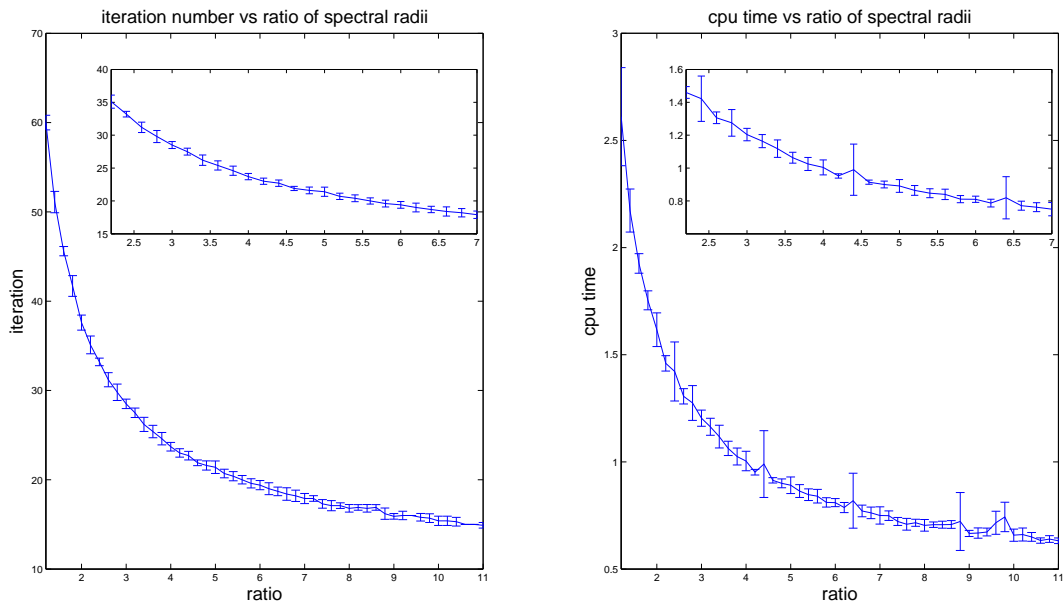 iteration number vs ratio of spectral radii
70
60
50
40
30
20
10
iteration
2 3 4 5 6 7 8 9 10 11
ratio
40
35
30
25
20
15
2.5 3 3.5 4 4.5 5 5.5 6 6.5 7
cpu time vs ratio of spectral radii
3
2.5
2
1.5
1
0.5
cpu time
2 3 4 5 6 7 8 9 10 11
ratio
1.6
1.4
1.2
1
0.8
2.5 3 3.5 4 4.5 5 5.5 6 6.5 7